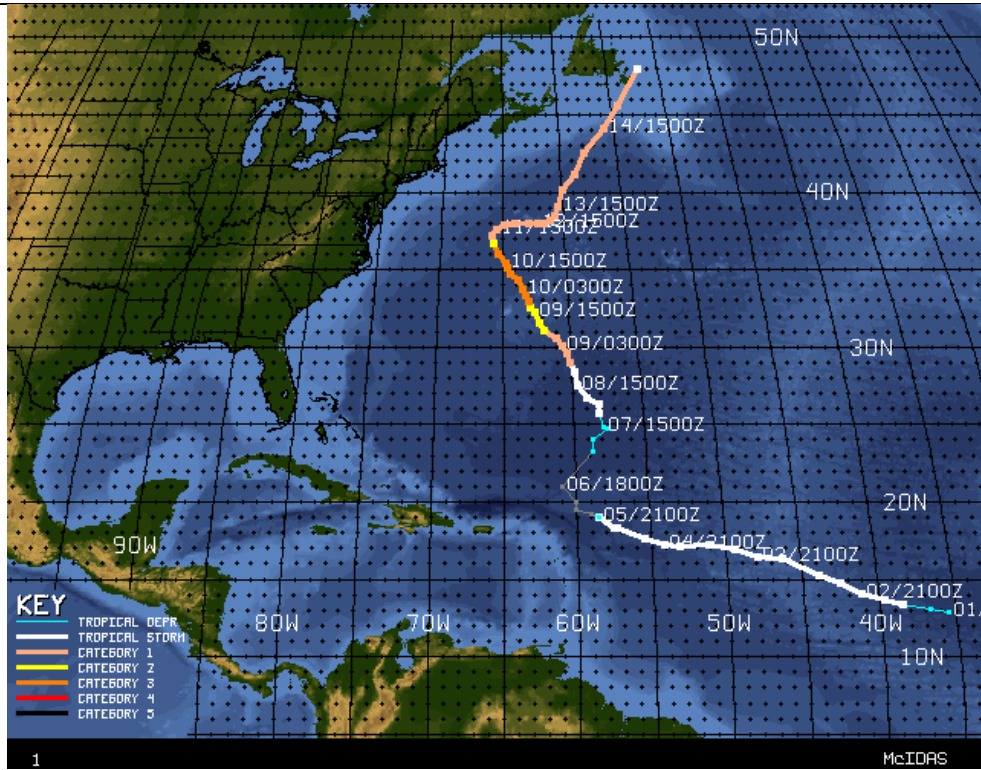 50N
14/1500Z
40N
13/1500Z
/1500Z
11/1500Z
10/1500Z
10/0300Z
09/1500Z
09/0300Z
30N
08/1500Z
07/1500Z
06/1800Z
20N
05/2100Z
04/2100Z
03/2100Z
90W
02/2100Z
01/
KEY
TROPICAL DEPR
TROPICAL STORM
CATEGORY 1
CATEGORY 2
CATEGORY 3
CATEGORY 4
CATEGORY 5
80W 70W 60W 50W 40W
10N
1 McIDAS